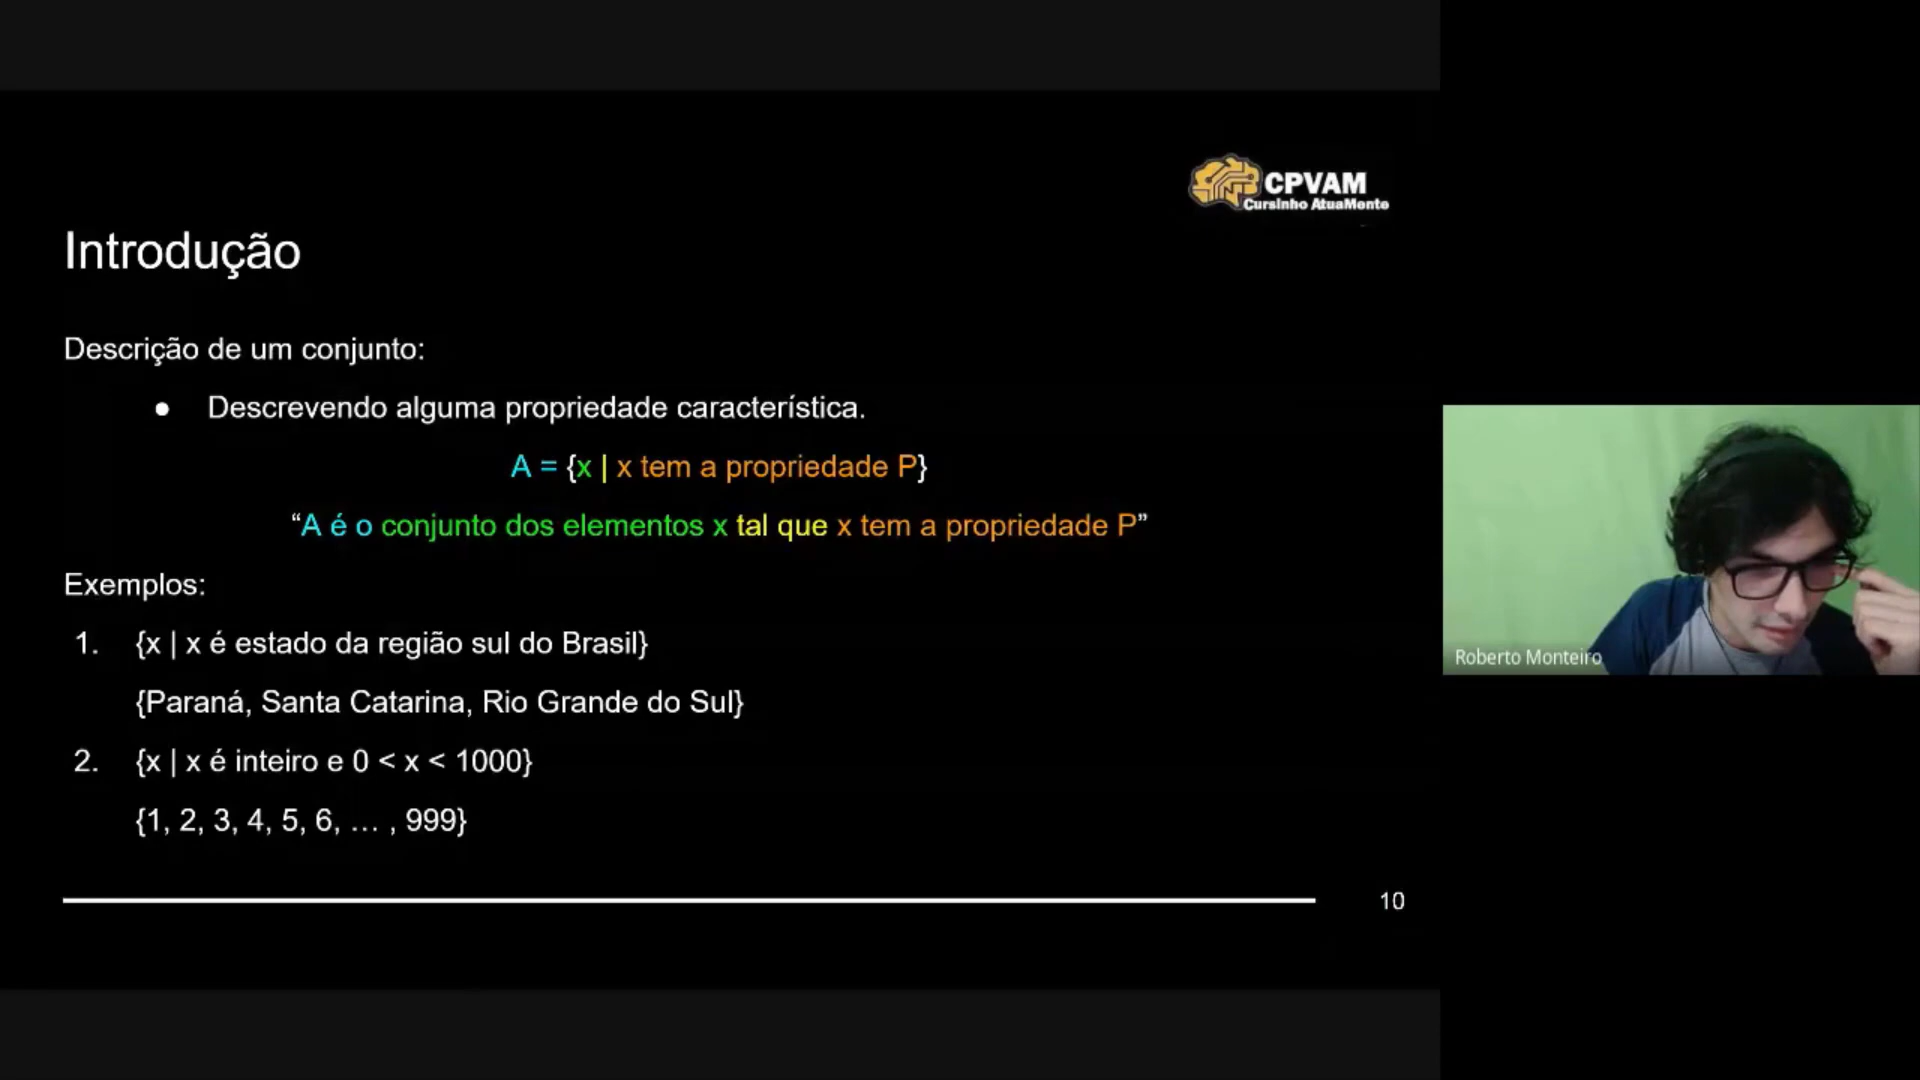 CPVAM
Cursinho AtuaMente
Introdução
Descrição de um conjunto:
● Descrevendo alguma propriedade característica.
A = {x | x tem a propriedade P}
“A é o conjunto dos elementos x tal que x tem a propriedade P”
Exemplos:
1. {x | x é estado da região sul do Brasil}
{Paraná, Santa Catarina, Rio Grande do Sul}
2. {x | x é inteiro e 0 < x < 1000}
{1, 2, 3, 4, 5, 6, … , 999}
Roberto Monteiro
10